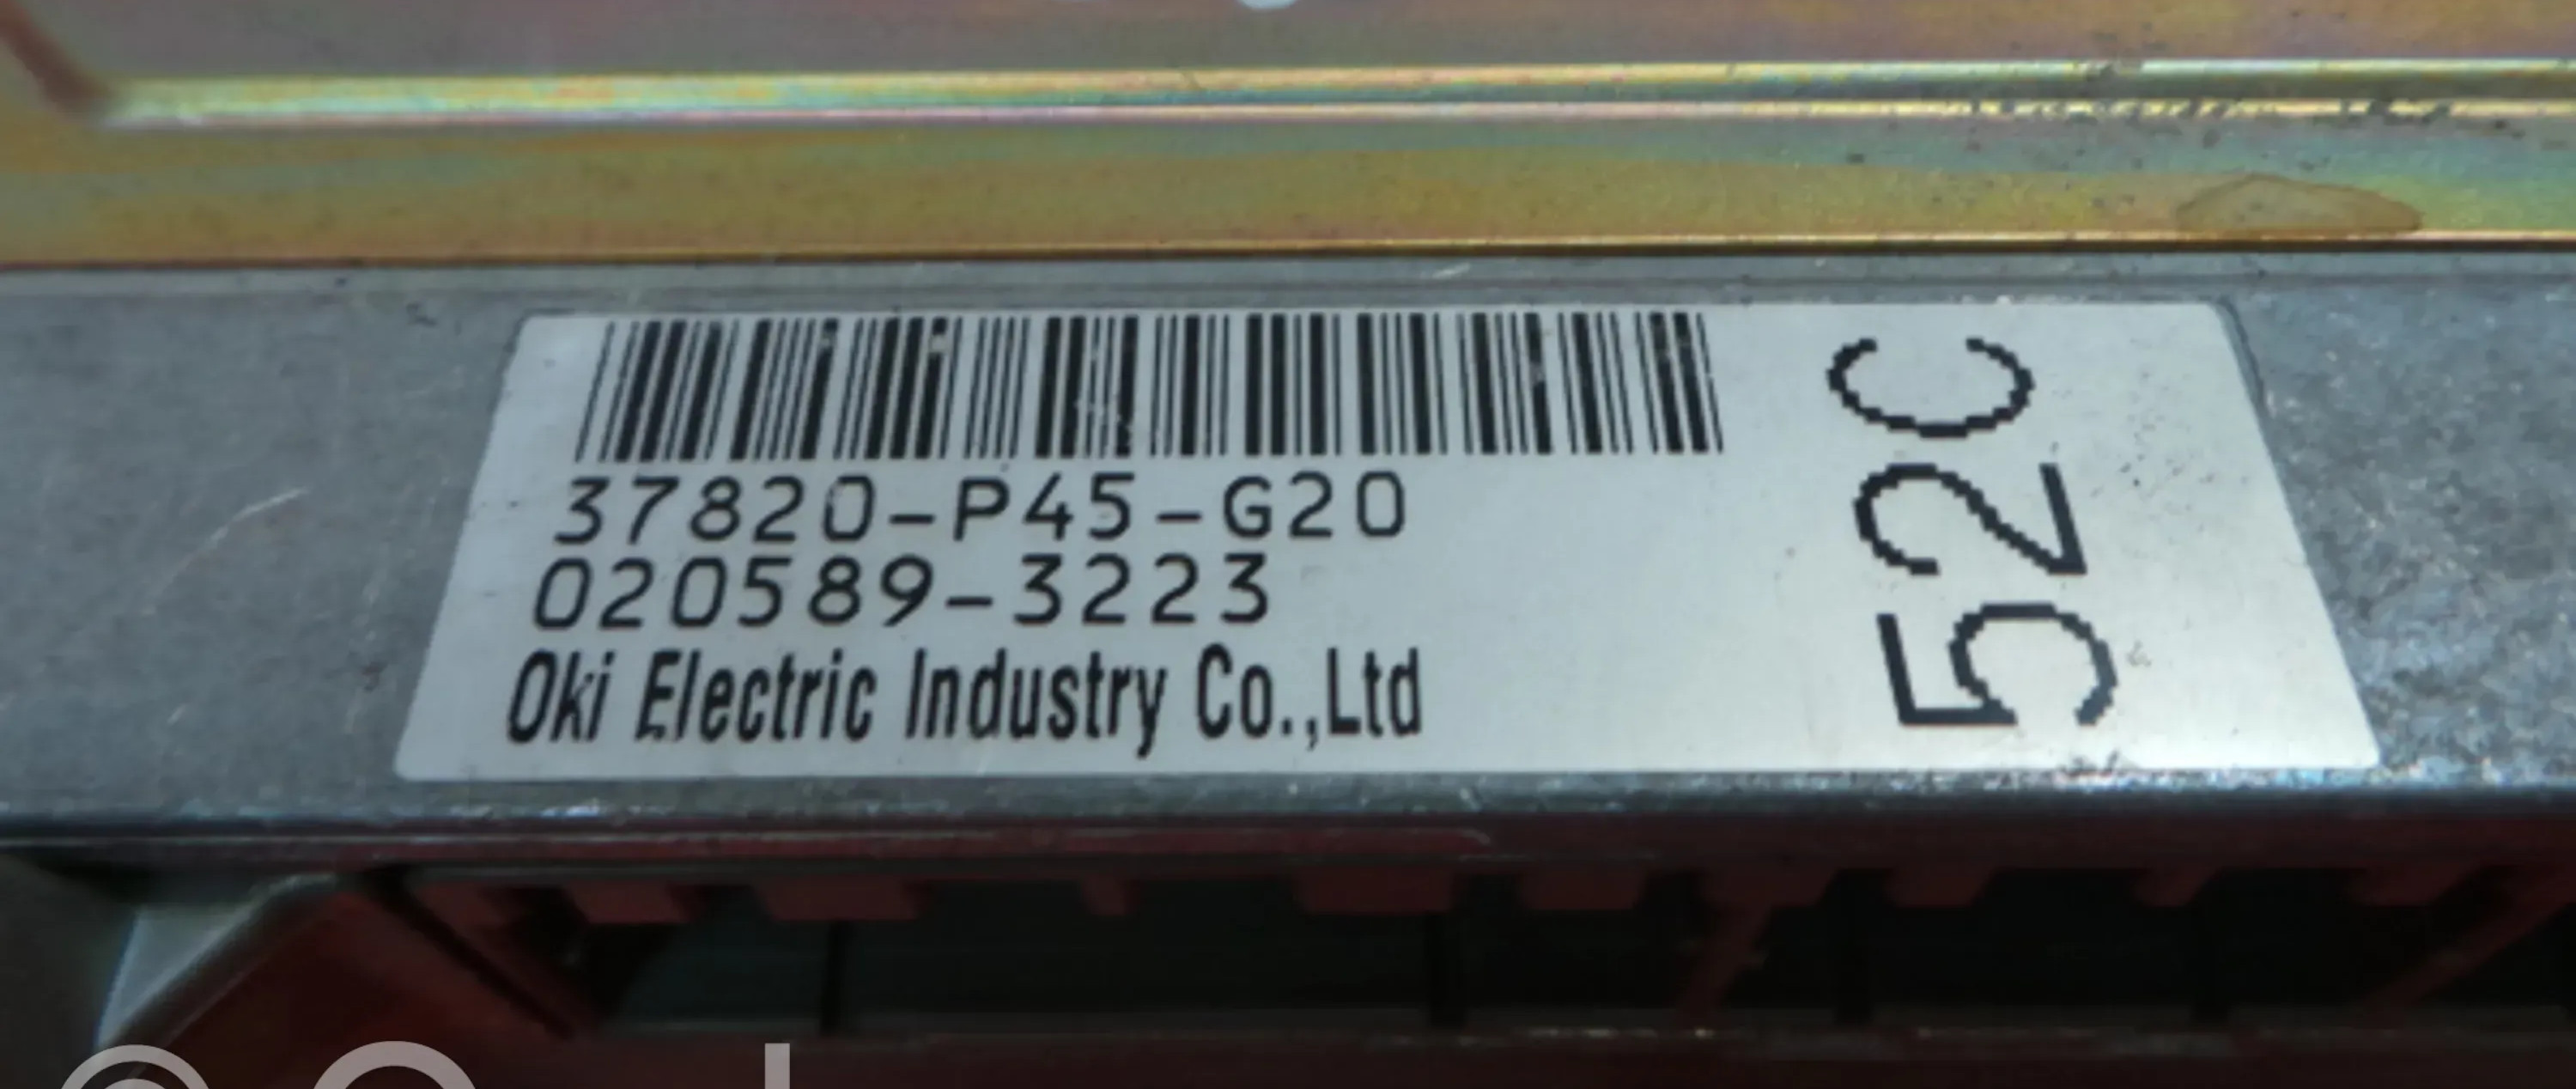 37820-P45-G20
020589-3223
Oki Electric Industry Co.,Ltd
52C